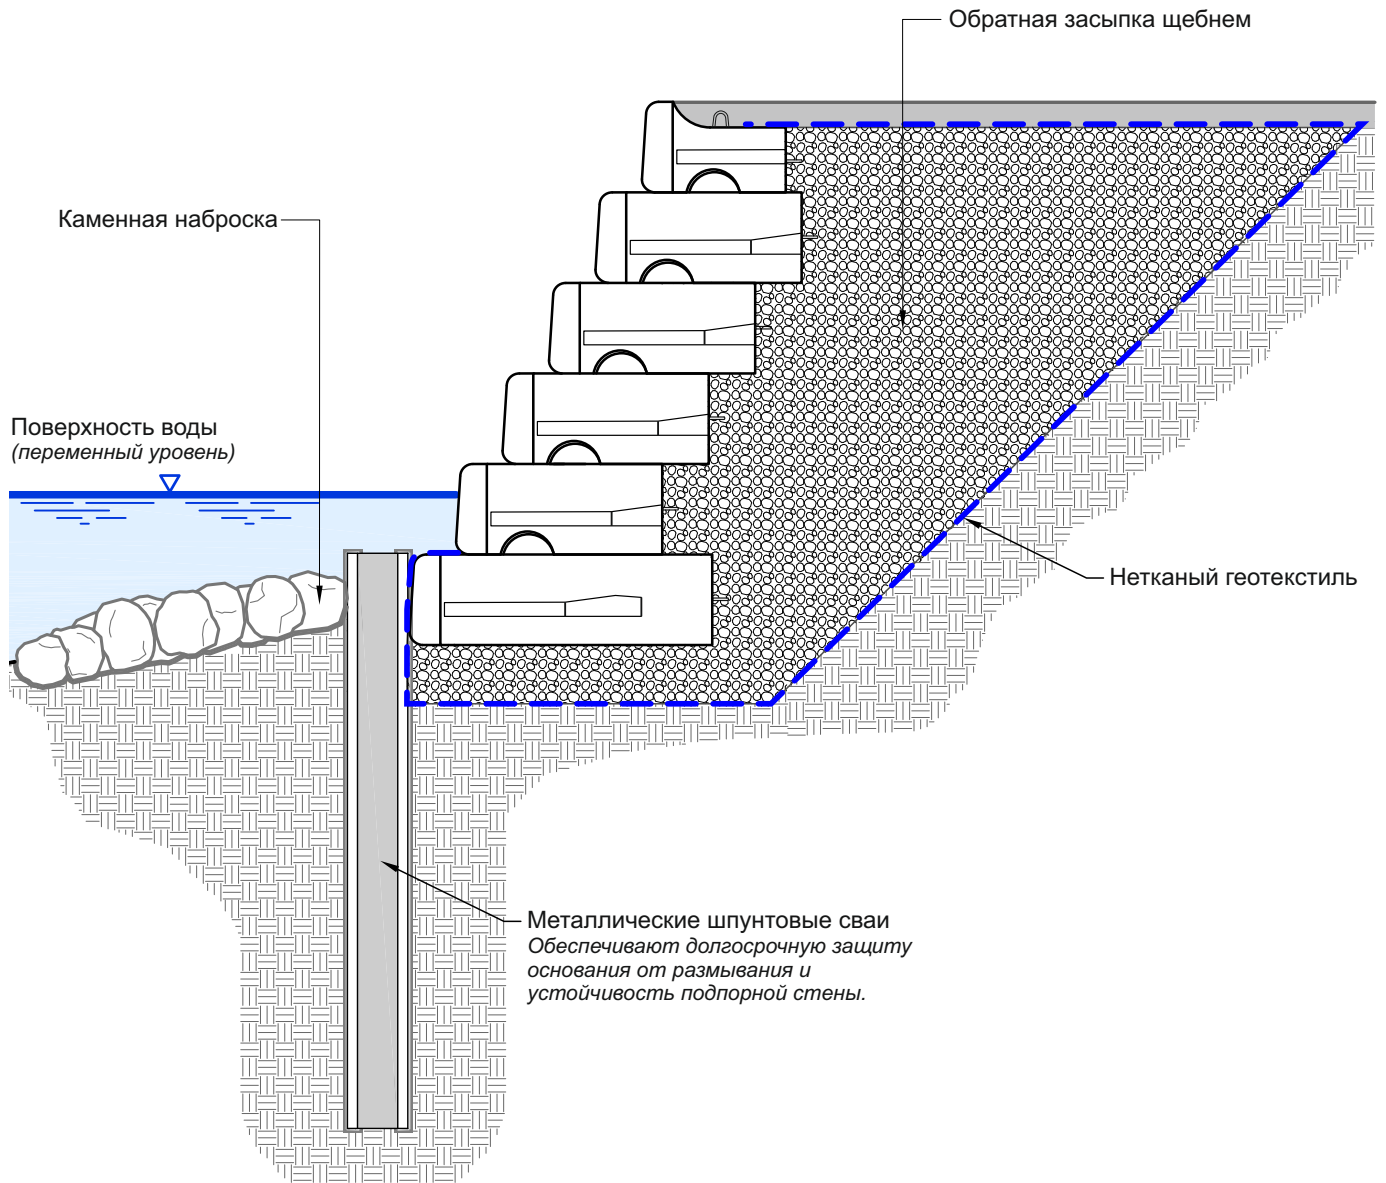 Обратная засыпка щебнем
Каменная наброска
Поверхность воды
(переменный уровень)
Нетканый геотекстиль
Металлические шпунтовые сваи
Обеспечивают долгосрочную защиту
основания от размывания и
устойчивость подпорной стены.